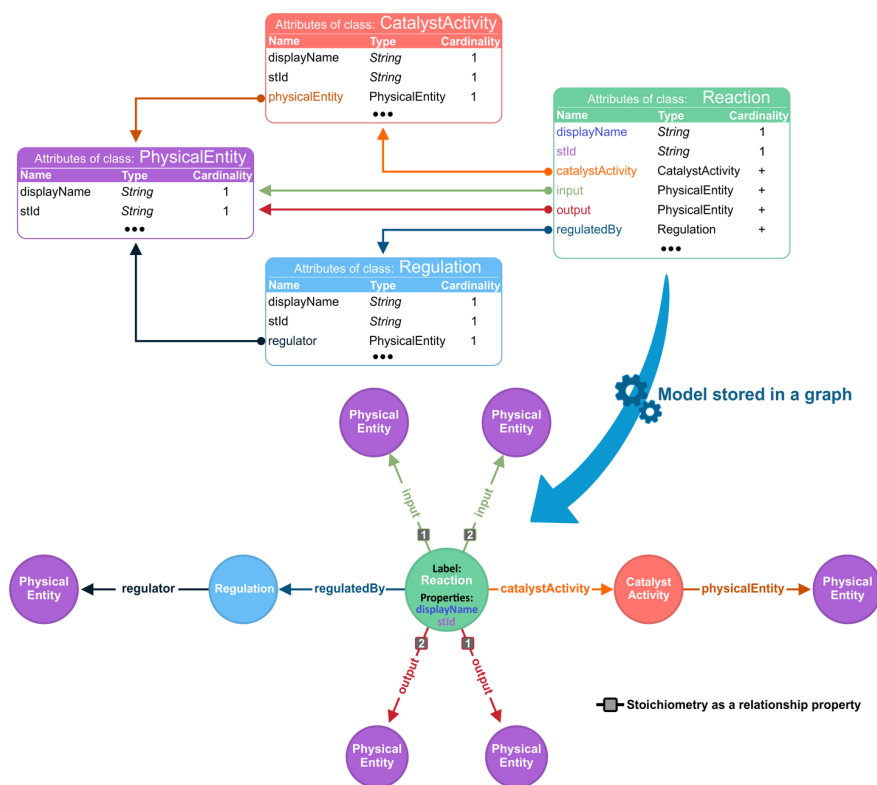 Attributes of class: CatalystActivity
Name Type Cardinality
displayName String 1
stId String 1
physicalEntity PhysicalEntity 1
•••
Attributes of class: Reaction
Name Type Cardinality
displayName String 1
stId String 1
catalystActivity CatalystActivity +
input PhysicalEntity +
output PhysicalEntity +
regulatedBy Regulation +
•••
Attributes of class: PhysicalEntity
Name Type Cardinality
displayName String 1
stId String 1
•••
Attributes of class: Regulation
Name Type Cardinality
displayName String 1
stId String 1
regulator PhysicalEntity 1
•••
Model stored in a graph
Physical
Entity
Physical
Entity
input
input
1
2
Physical
Entity
regulator
Regulation
regulatedBy
Label:
Reaction
Properties:
displayName
stId
catalystActivity
Catalyst
Activity
physicalEntity
Physical
Entity
2
1
output
output
Physical
Entity
Physical
Entity
Stoichiometry as a relationship property